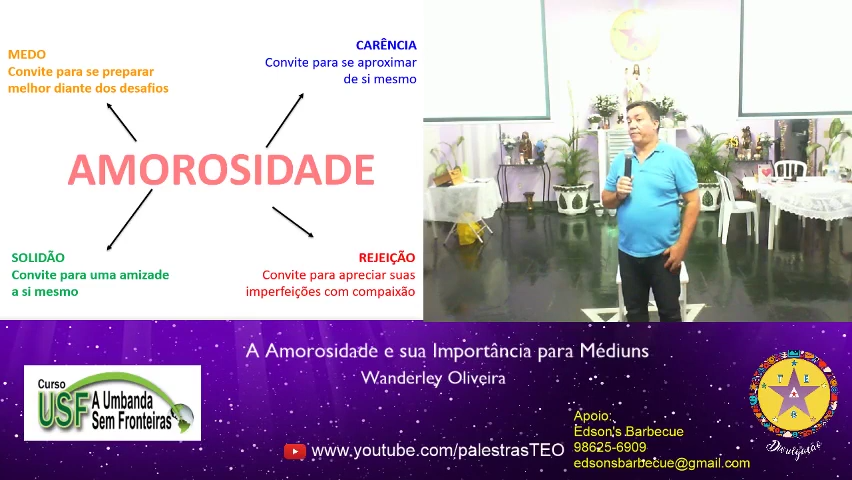 MEDO
Convite para se preparar
melhor diante dos desafios
CARÊNCIA
Convite para se aproximar
de si mesmo
AMOROSIDADE
SOLIDÃO
Convite para uma amizade
a si mesmo
REJEIÇÃO
Convite para apreciar suas
imperfeições com compaixão
A Amorosidade e sua Importância para Médiuns
Wanderley Oliveira
Curso
USF A Umbanda
Sem Fronteiras
www.youtube.com/palestrasTEO
Apoio:
Edson's Barbecue
98625-6909
edsonsbarbecue@gmail.com
Divulgação